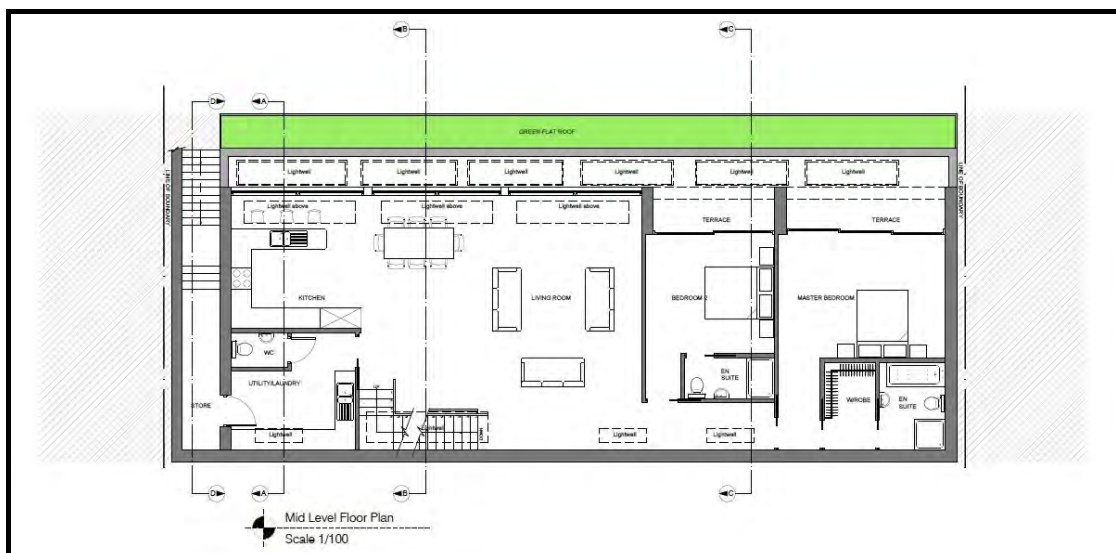 B
C
D
A
GREEN FLAT ROOF
Lightwell
Lightwell
Lightwell
Lightwell
Lightwell
Lightwell
LINE OF BOUNDARY
LINE OF BOUNDARY
Lightwell above
Lightwell above
Lightwell above
TERRACE
TERRACE
KITCHEN
LIVING ROOM
BEDROOM 2
MASTER BEDROOM
WC
UTILITY/LAUNDRY
EN
SUITE
STORE
W/ROBE
EN
SUITE
UP
Lightwell
Lightwell
Lightwell
Lightwell
D
A
B
C
Mid Level Floor Plan
Scale 1/100